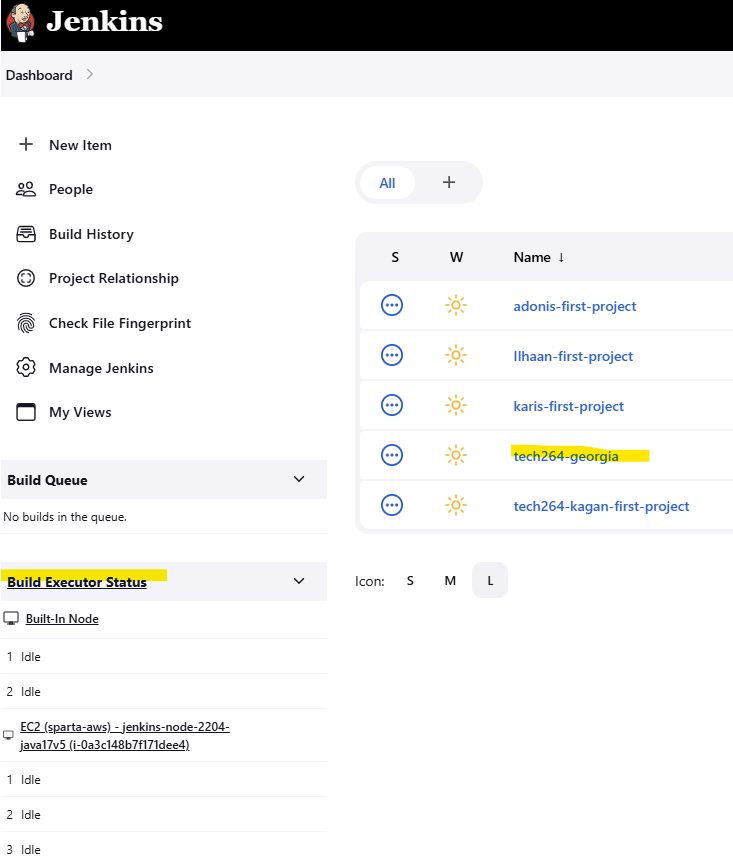 Jenkins
Dashboard
New Item
People
Build History
Project Relationship
Check File Fingerprint
Manage Jenkins
My Views
Build Queue
No builds in the queue.
Build Executor Status
Built-In Node
1 Idle
2 Idle
EC2 (sparta-aws) - jenkins-node-2204-
java17v5 (i-0a3c148b7f171dee4)
1 Idle
2 Idle
3 Idle
All +
S W Name ↓
adonis-first-project
Ilhaan-first-project
karis-first-project
tech264-georgia
tech264-kagan-first-project
Icon: S M L